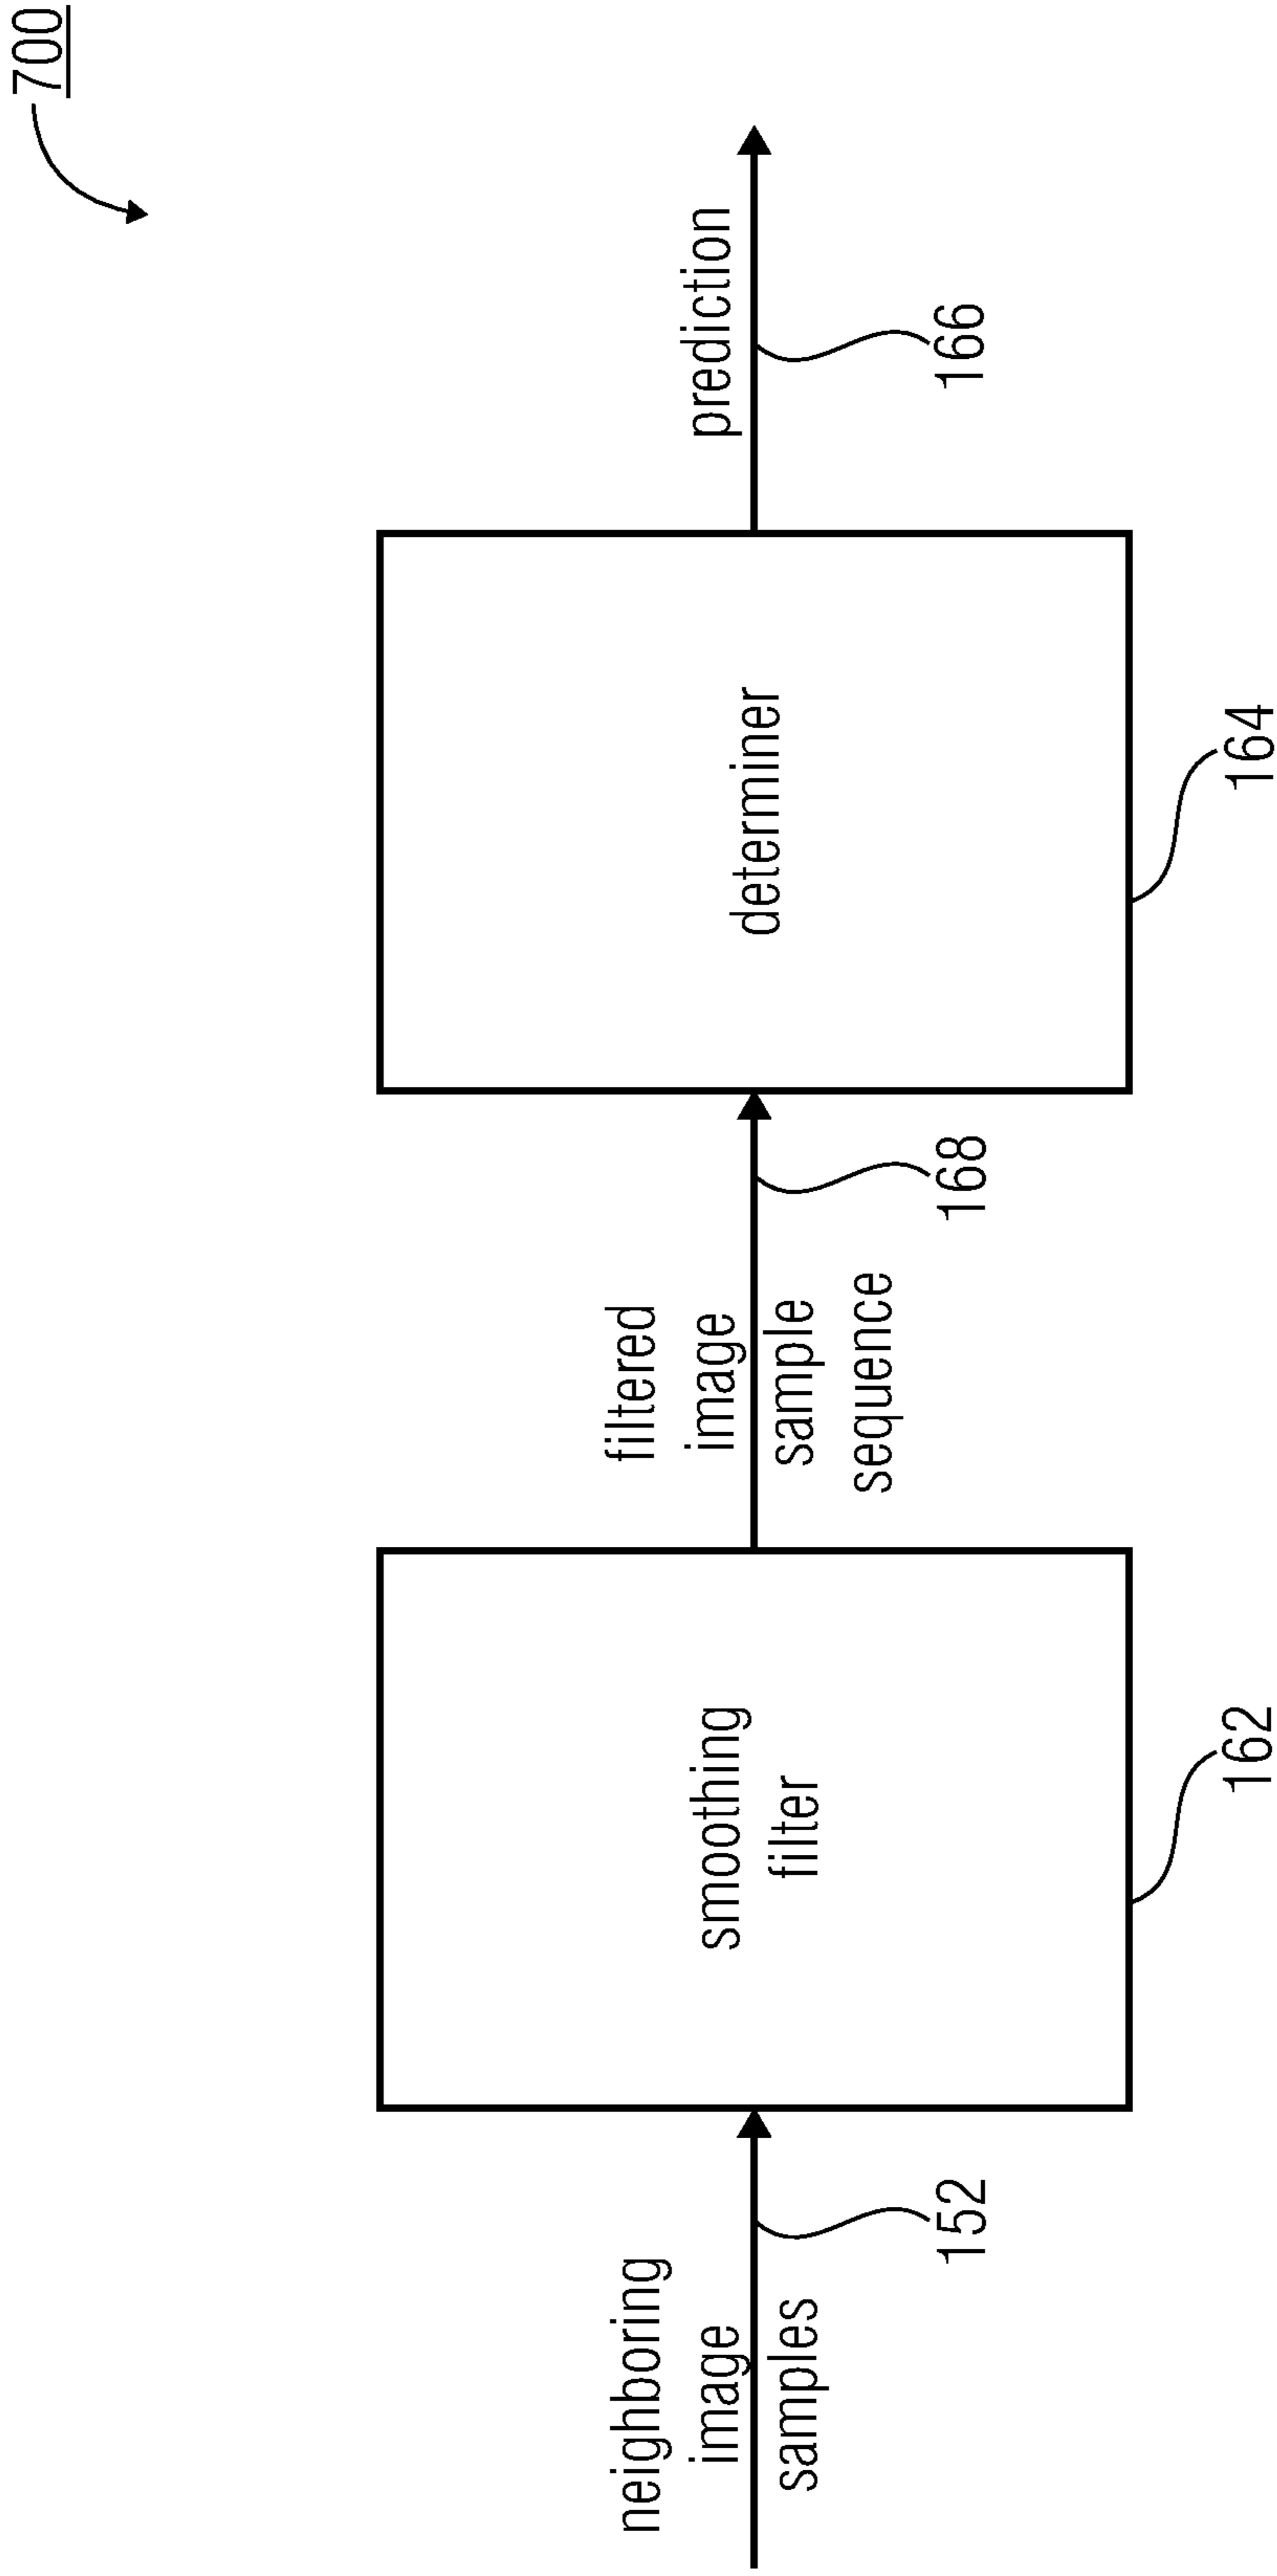 700
neighboring
image
samples
152
smoothing
filter
162
filtered
image
sample
sequence
168
determiner
164
prediction
166